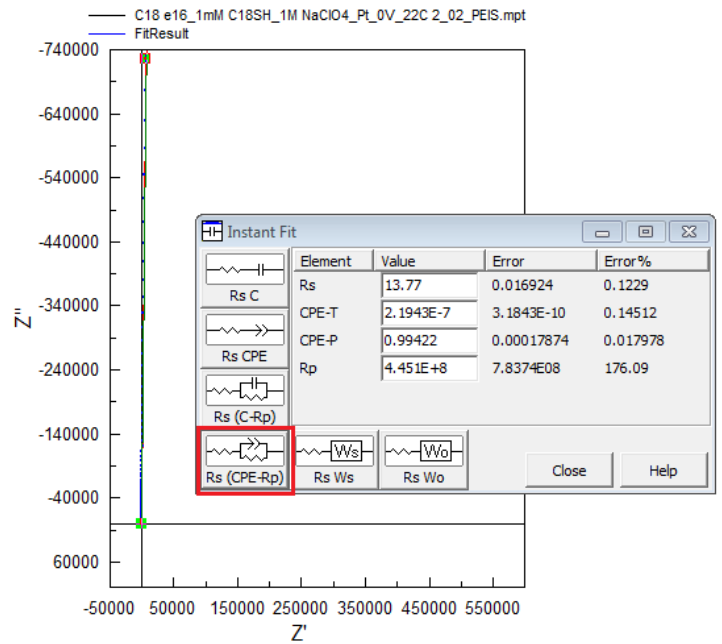 C18 e16_1mM C18SH_1M NaClO4_Pt_0V_22C 2_02_PEIS.mpt
FitResult
-740000
-640000
-540000
-440000
-340000
-240000
-140000
-40000
60000
Z''
-50000 50000 150000 250000 350000 450000 550000
Z'
Instant Fit
Element Value Error Error%
Rs 13.77 0.016924 0.1229
CPE-T 2.1943E-7 3.1843E-10 0.14512
CPE-P 0.99422 0.00017874 0.017978
Rp 4.451E+8 7.8374E08 176.09
Rs C
Rs CPE
Rs (C-Rp)
Rs (CPE-Rp)
Ws
Rs Ws
Wo
Rs Wo
Close
Help